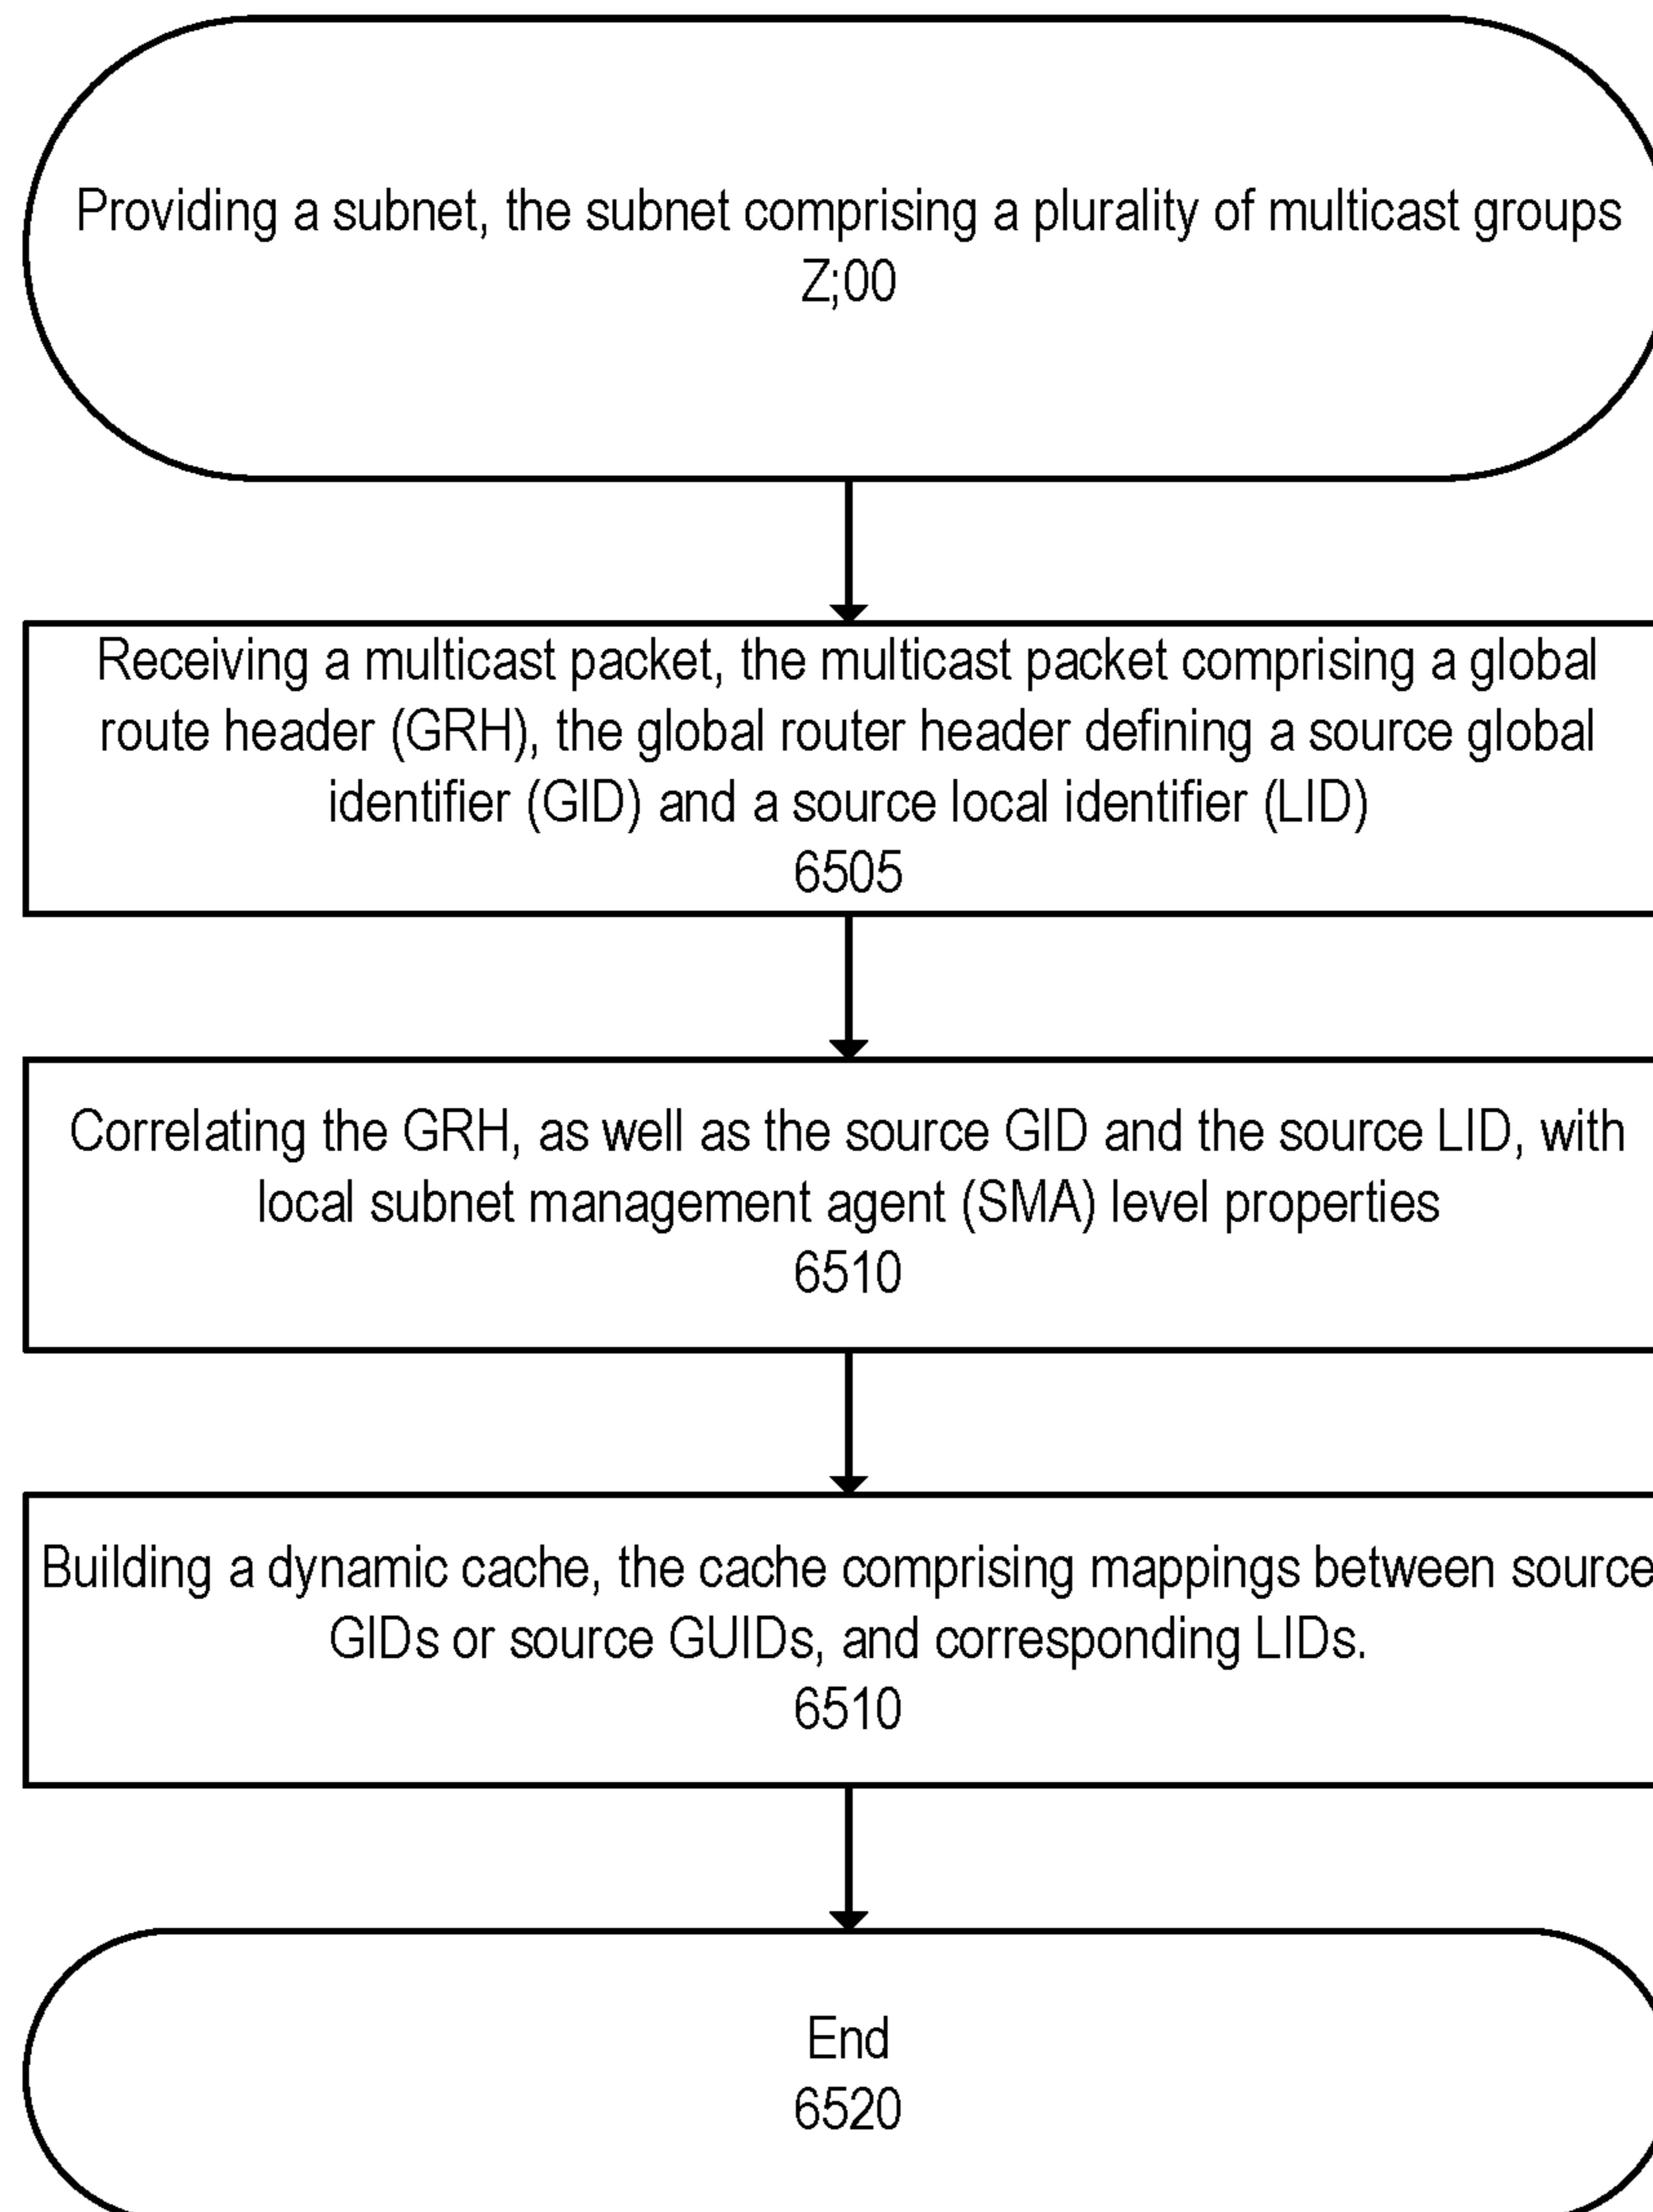 Providing a subnet, the subnet comprising a plurality of multicast groups
Z;00
Receiving a multicast packet, the multicast packet comprising a global
route header (GRH), the global router header defining a source global
identifier (GID) and a source local identifier (LID)
6505
Correlating the GRH, as well as the source GID and the source LID, with
local subnet management agent (SMA) level properties
6510
Building a dynamic cache, the cache comprising mappings between source
GIDs or source GUIDs, and corresponding LIDs.
6510
End
6520